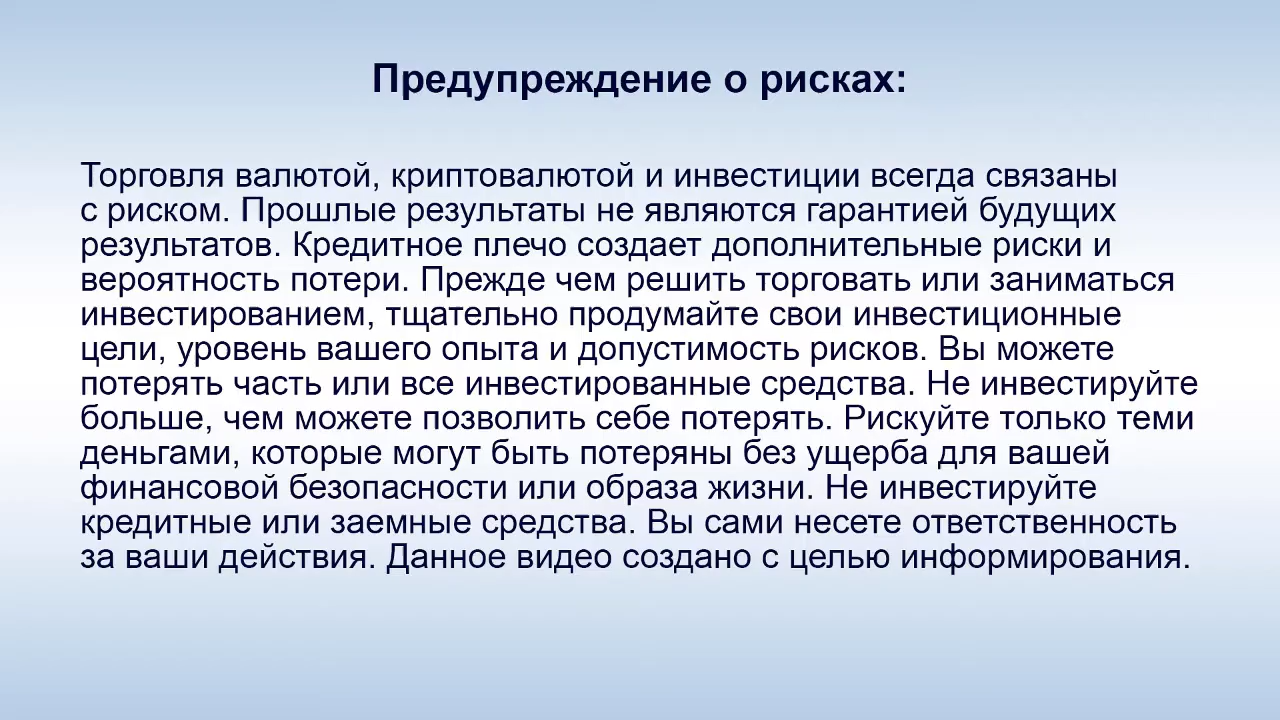 Предупреждение о рисках:
Торговля валютой, криптовалютой и инвестиции всегда связаны
с риском. Прошлые результаты не являются гарантией будущих
результатов. Кредитное плечо создает дополнительные риски и
вероятность потери. Прежде чем решить торговать или заниматься
инвестированием, тщательно продумайте свои инвестиционные
цели, уровень вашего опыта и допустимость рисков. Вы можете
потерять часть или все инвестированные средства. Не инвестируйте
больше, чем можете позволить себе потерять. Рискуйте только теми
деньгами, которые могут быть потеряны без ущерба для вашей
финансовой безопасности или образа жизни. Не инвестируйте
кредитные или заемные средства. Вы сами несете ответственность
за ваши действия. Данное видео создано с целью информирования.